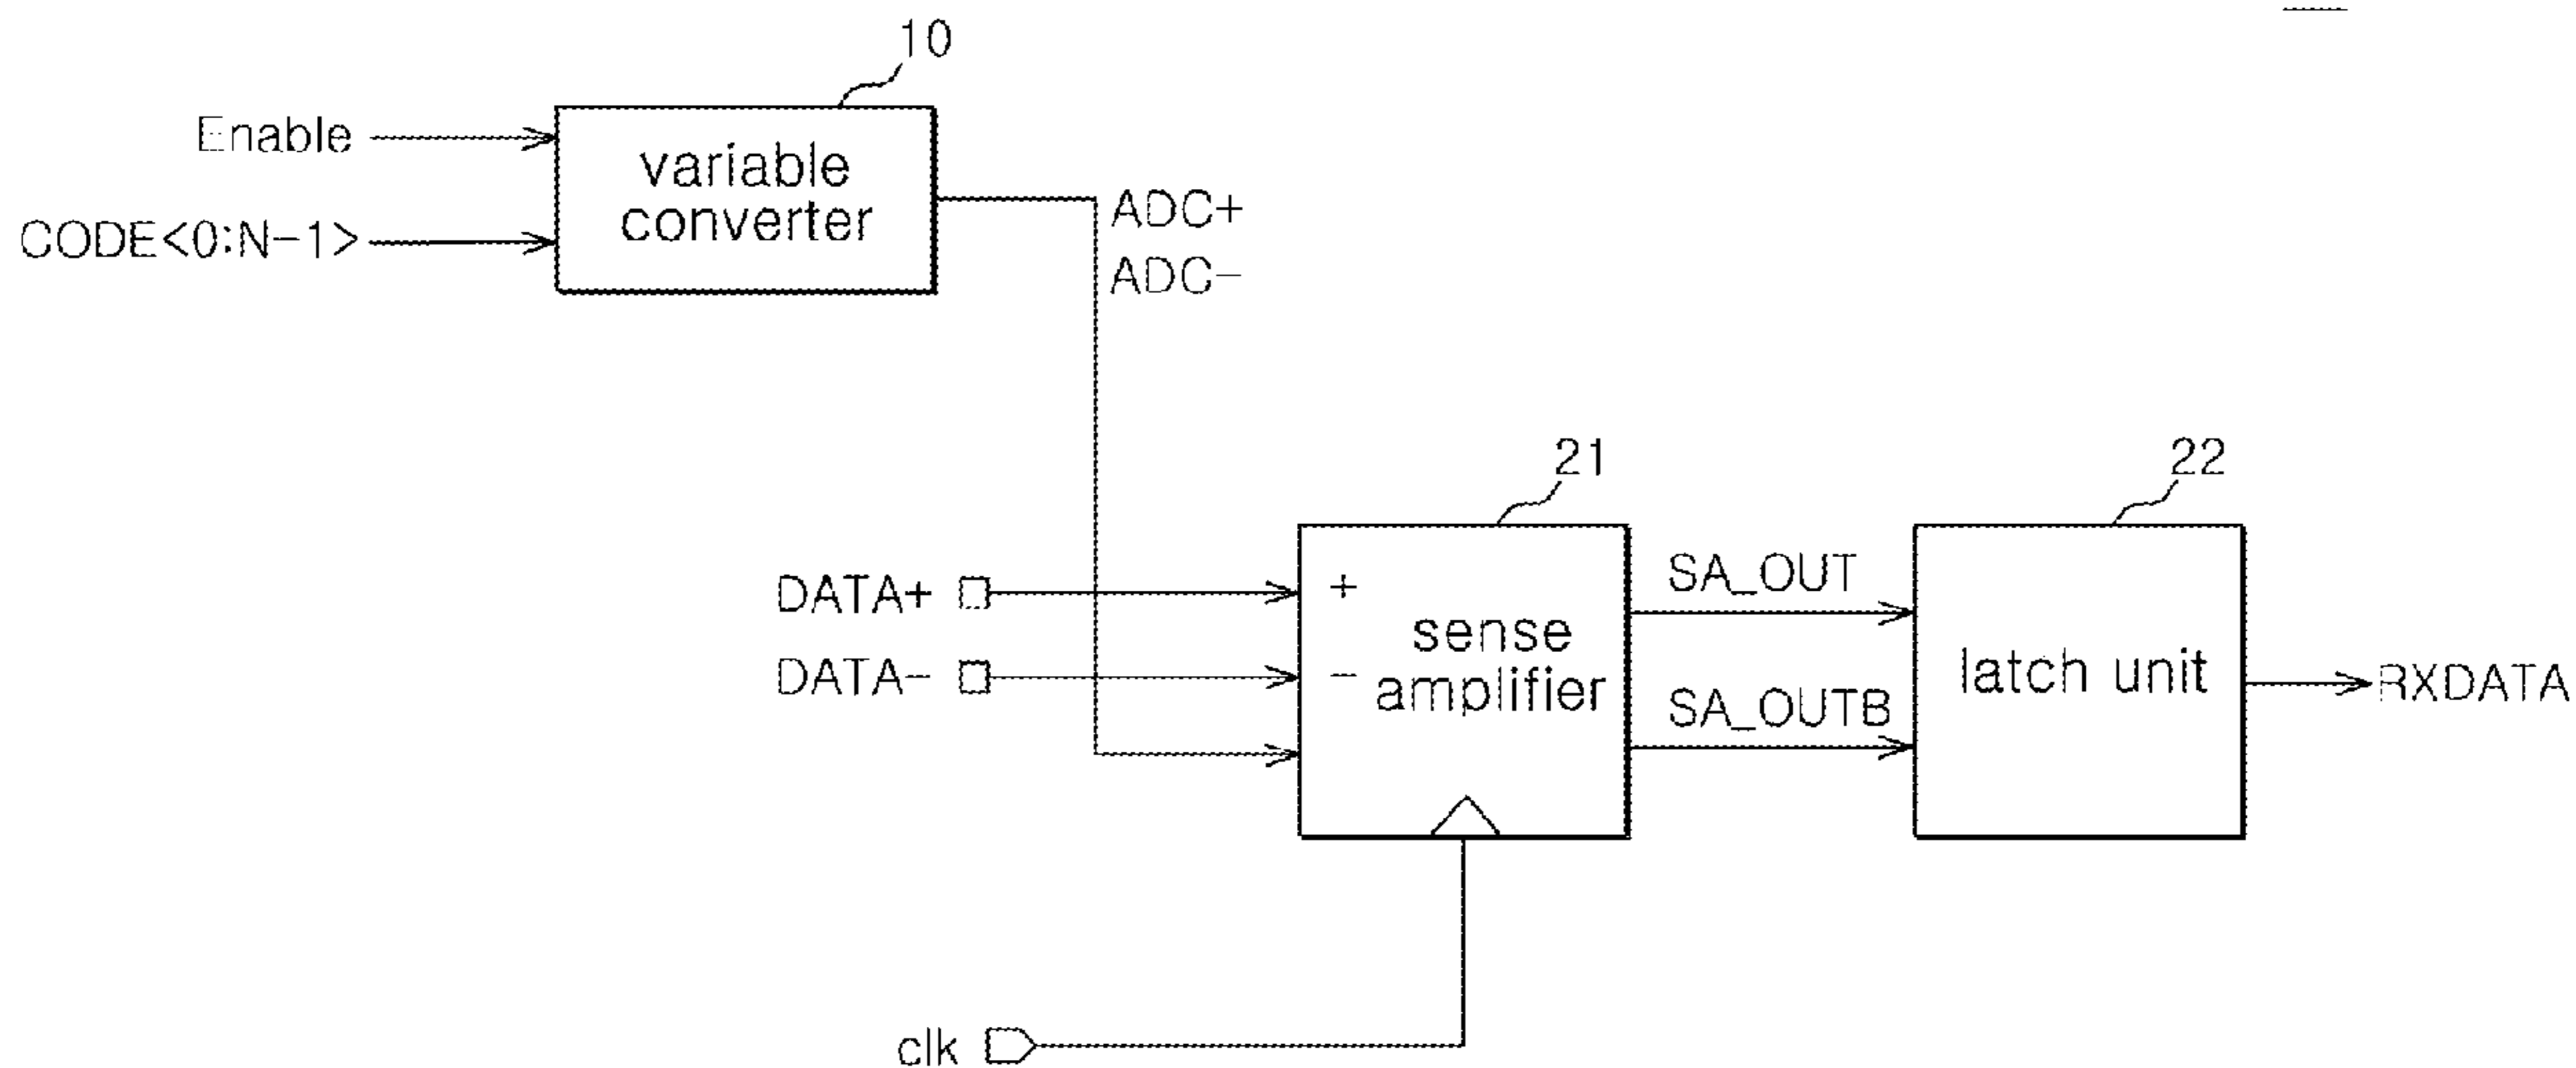 10
Enable
variable
converter
CODE<0:N-1>
ADC+
ADC-
21
22
DATA+
+
SA_OUT
sense
amplifier
DATA-
-
latch unit
RXDATA
SA_OUTB
clk